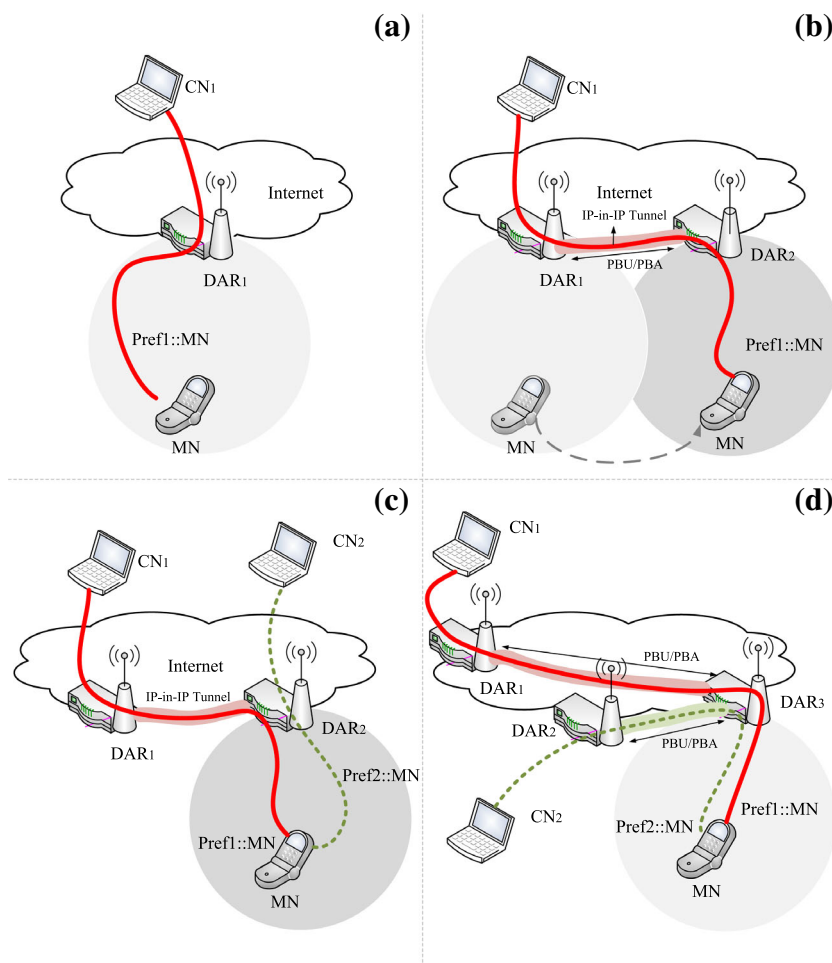 (a)
CN1
Internet
DAR1
Pref1::MN
MN
(b)
CN1
Internet
IP-in-IP Tunnel
PBU/PBA
DAR1
DAR2
Pref1::MN
MN
MN
(c)
CN1
CN2
Internet
IP-in-IP Tunnel
DAR1
DAR2
Pref2::MN
Pref1::MN
MN
(d)
CN1
PBU/PBA
DAR1
DAR3
DAR2
PBU/PBA
CN2
Pref1::MN
Pref2::MN
MN